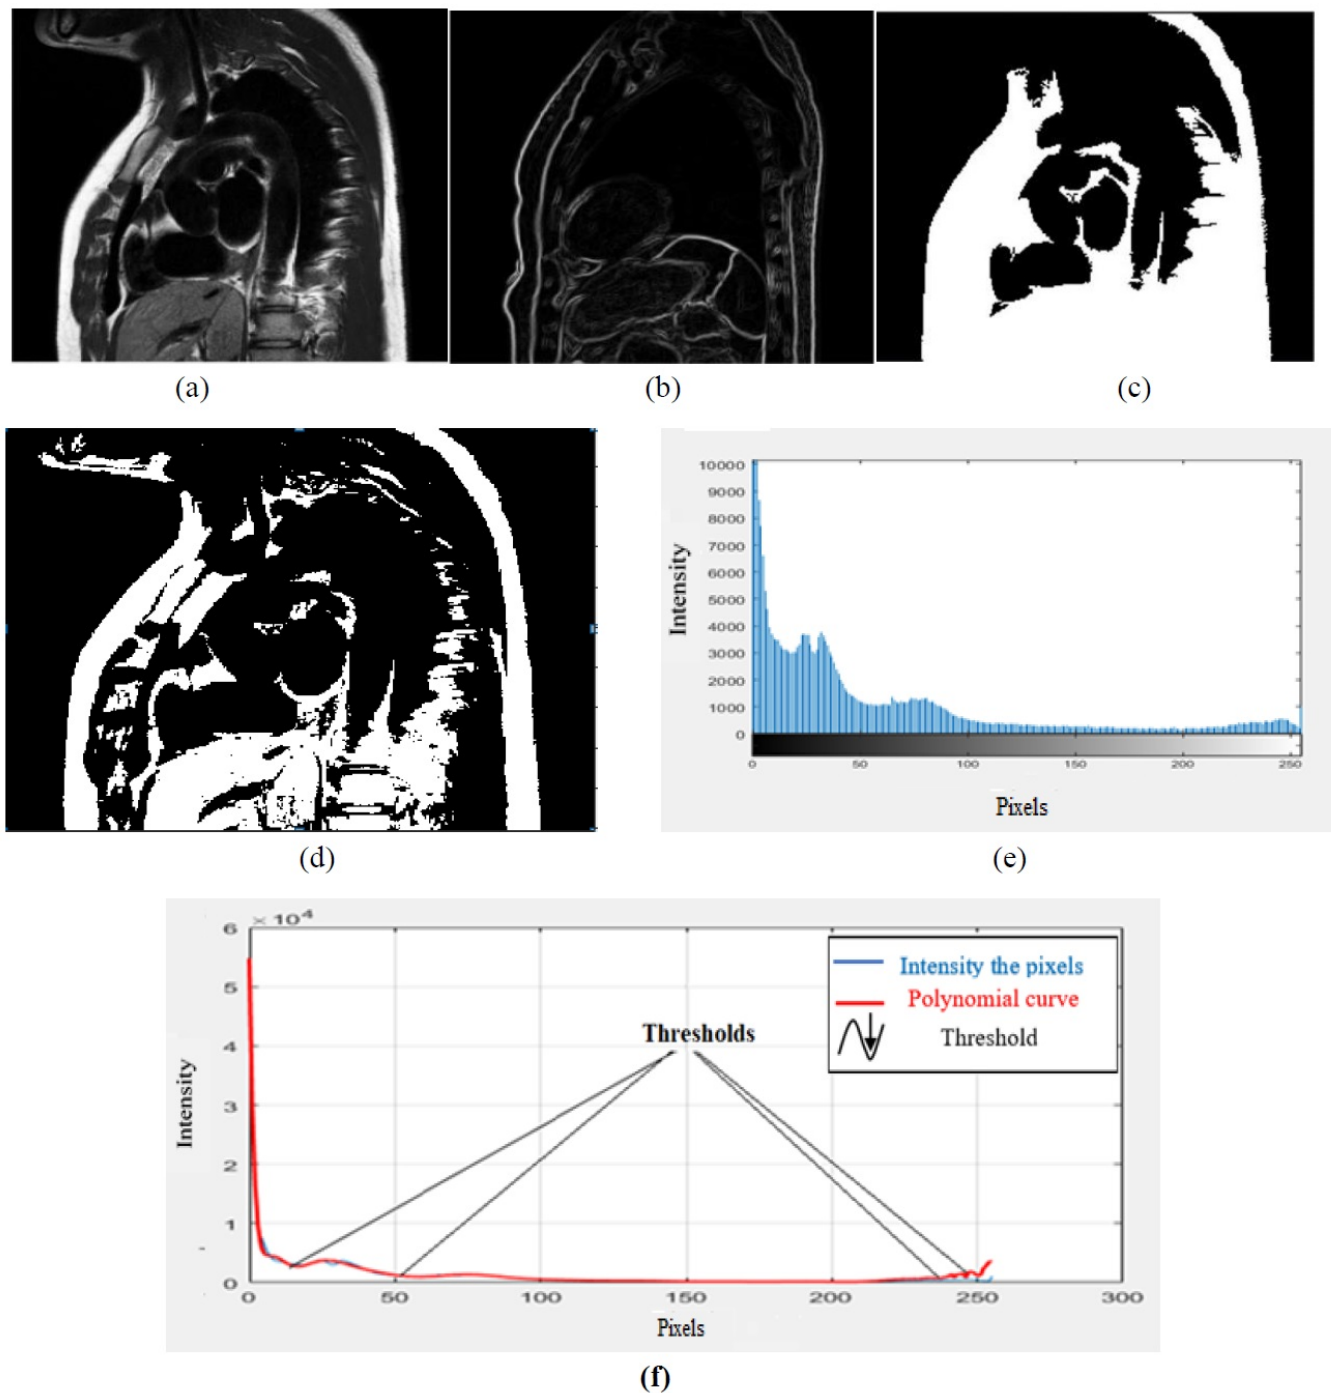 (a)
(b)
(c)
(d)
10000
9000
8000
7000
6000
5000
4000
3000
2000
1000
0
Intensity
0 50 100 150 200 250
Pixels
(e)
× 10⁴
6
5
4
3
2
1
0
Intensity
Intensity the pixels
Polynomial curve
Threshold
Thresholds
0 50 100 150 200 250 300
Pixels
(f)